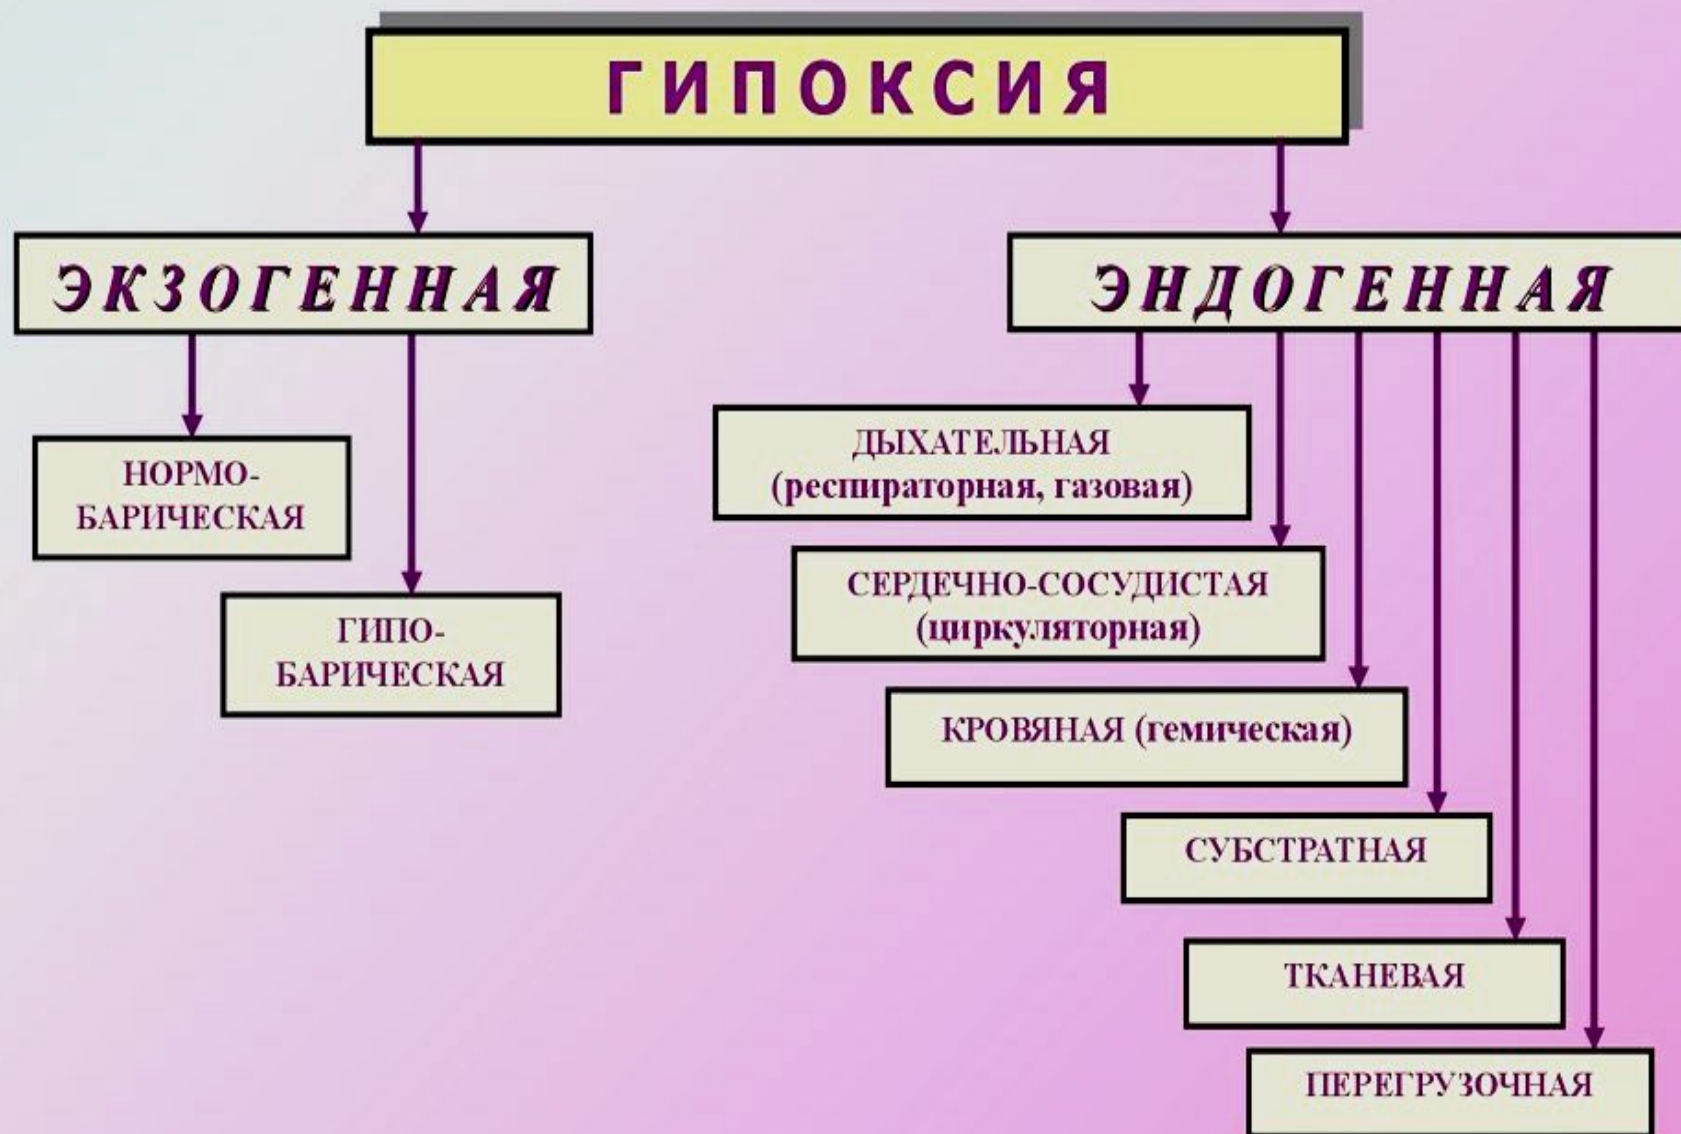 ГИПОКСИЯ
ЭКЗОГЕННАЯ
ЭНДОГЕННАЯ
НОРМО-
БАРИЧЕСКАЯ
ГИПО-
БАРИЧЕСКАЯ
ДЫХАТЕЛЬНАЯ
(респираторная, газовая)
СЕРДЕЧНО-СОСУДИСТАЯ
(циркуляторная)
КРОВЯНАЯ (гемическая)
СУБСТРАТНАЯ
ТКАНЕВАЯ
ПЕРЕГРУЗОЧНАЯ